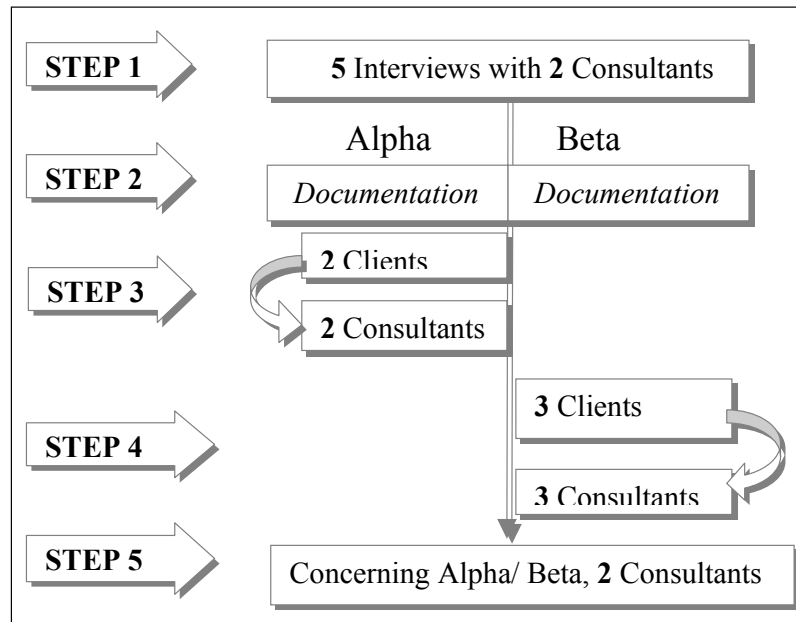 STEP 1
5 Interviews with 2 Consultants
Alpha
Beta
STEP 2
Documentation
Documentation
2 Clients
STEP 3
2 Consultants
3 Clients
STEP 4
3 Consultants
STEP 5
Concerning Alpha/ Beta, 2 Consultants